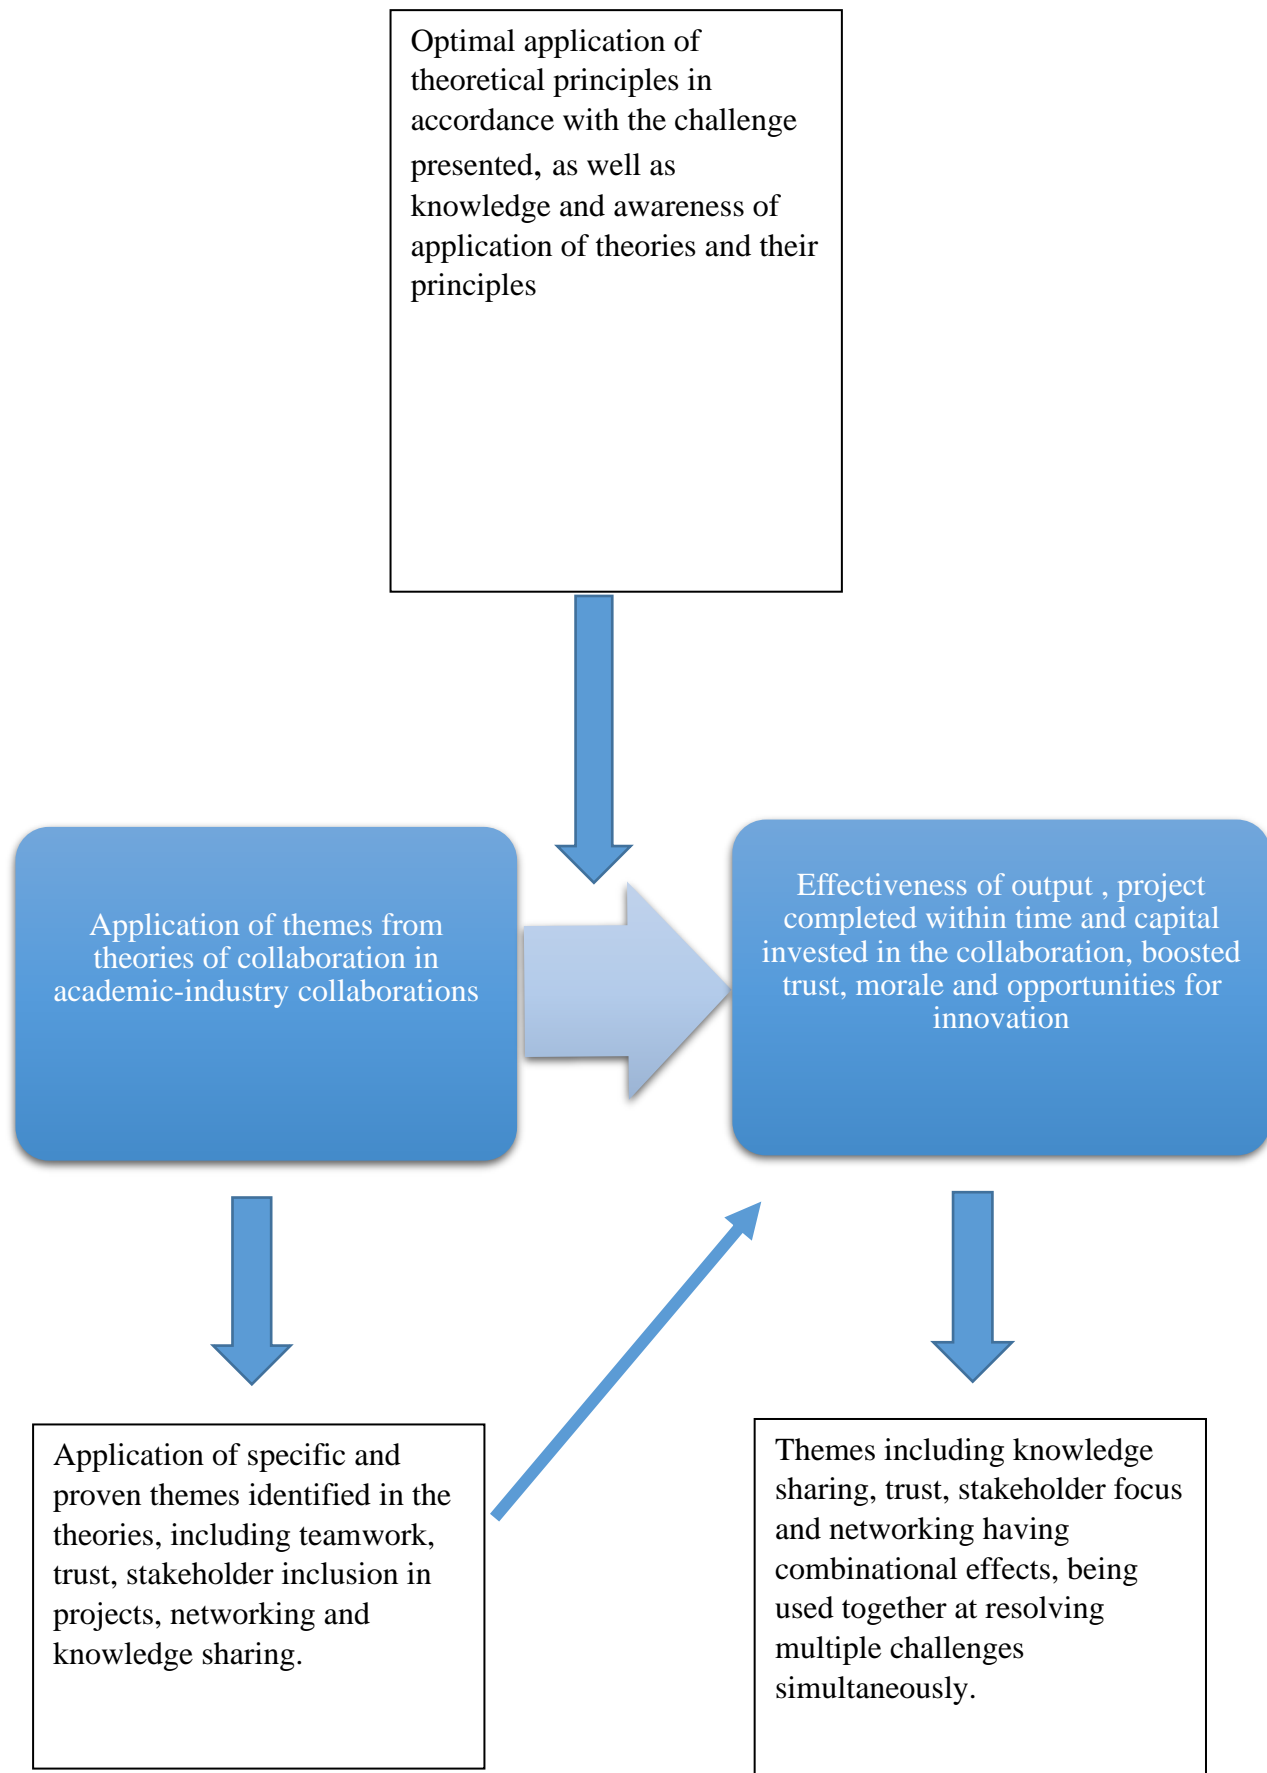 Optimal application of
theoretical principles in
accordance with the challenge
presented, as well as
knowledge and awareness of
application of theories and their
principles
Application of themes from
theories of collaboration in
academic-industry collaborations
Effectiveness of output , project
completed within time and capital
invested in the collaboration, boosted
trust, morale and opportunities for
innovation
Application of specific and
proven themes identified in the
theories, including teamwork,
trust, stakeholder inclusion in
projects, networking and
knowledge sharing.
Themes including knowledge
sharing, trust, stakeholder focus
and networking having
combinational effects, being
used together at resolving
multiple challenges
simultaneously.